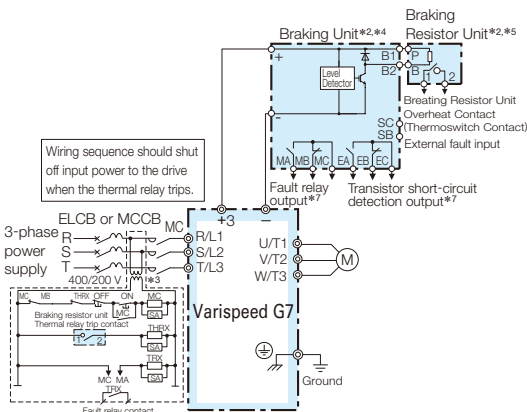 Braking Unit*2,*4
Braking
Resistor Unit*2,*5
+
Level
Detector
B1
B2
P
B
1 2
-
SC
SB
Breating Resistor Unit
Overheat Contact
(Thermoswitch Contact)
External fault input
MA MB MC EA EB EC
Fault relay
output*7
Transistor short-circuit
detection output*7
Wiring sequence should shut
off input power to the drive
when the thermal relay trips.
ELCB or MCCB
MC
+3 −
3-phase
power
supply
R
S
T
R/L1
S/L2
T/L3
400/200 V
*3
U/T1
V/T2
W/T3
M
Varispeed G7
MC MB THRX OFF ON MC
MC
SA
Braking resistor unit
Thermal relay trip contact
1 2
THRX
SA
TRX
SA
MC MA
TRX
Fault relay contact
Ground